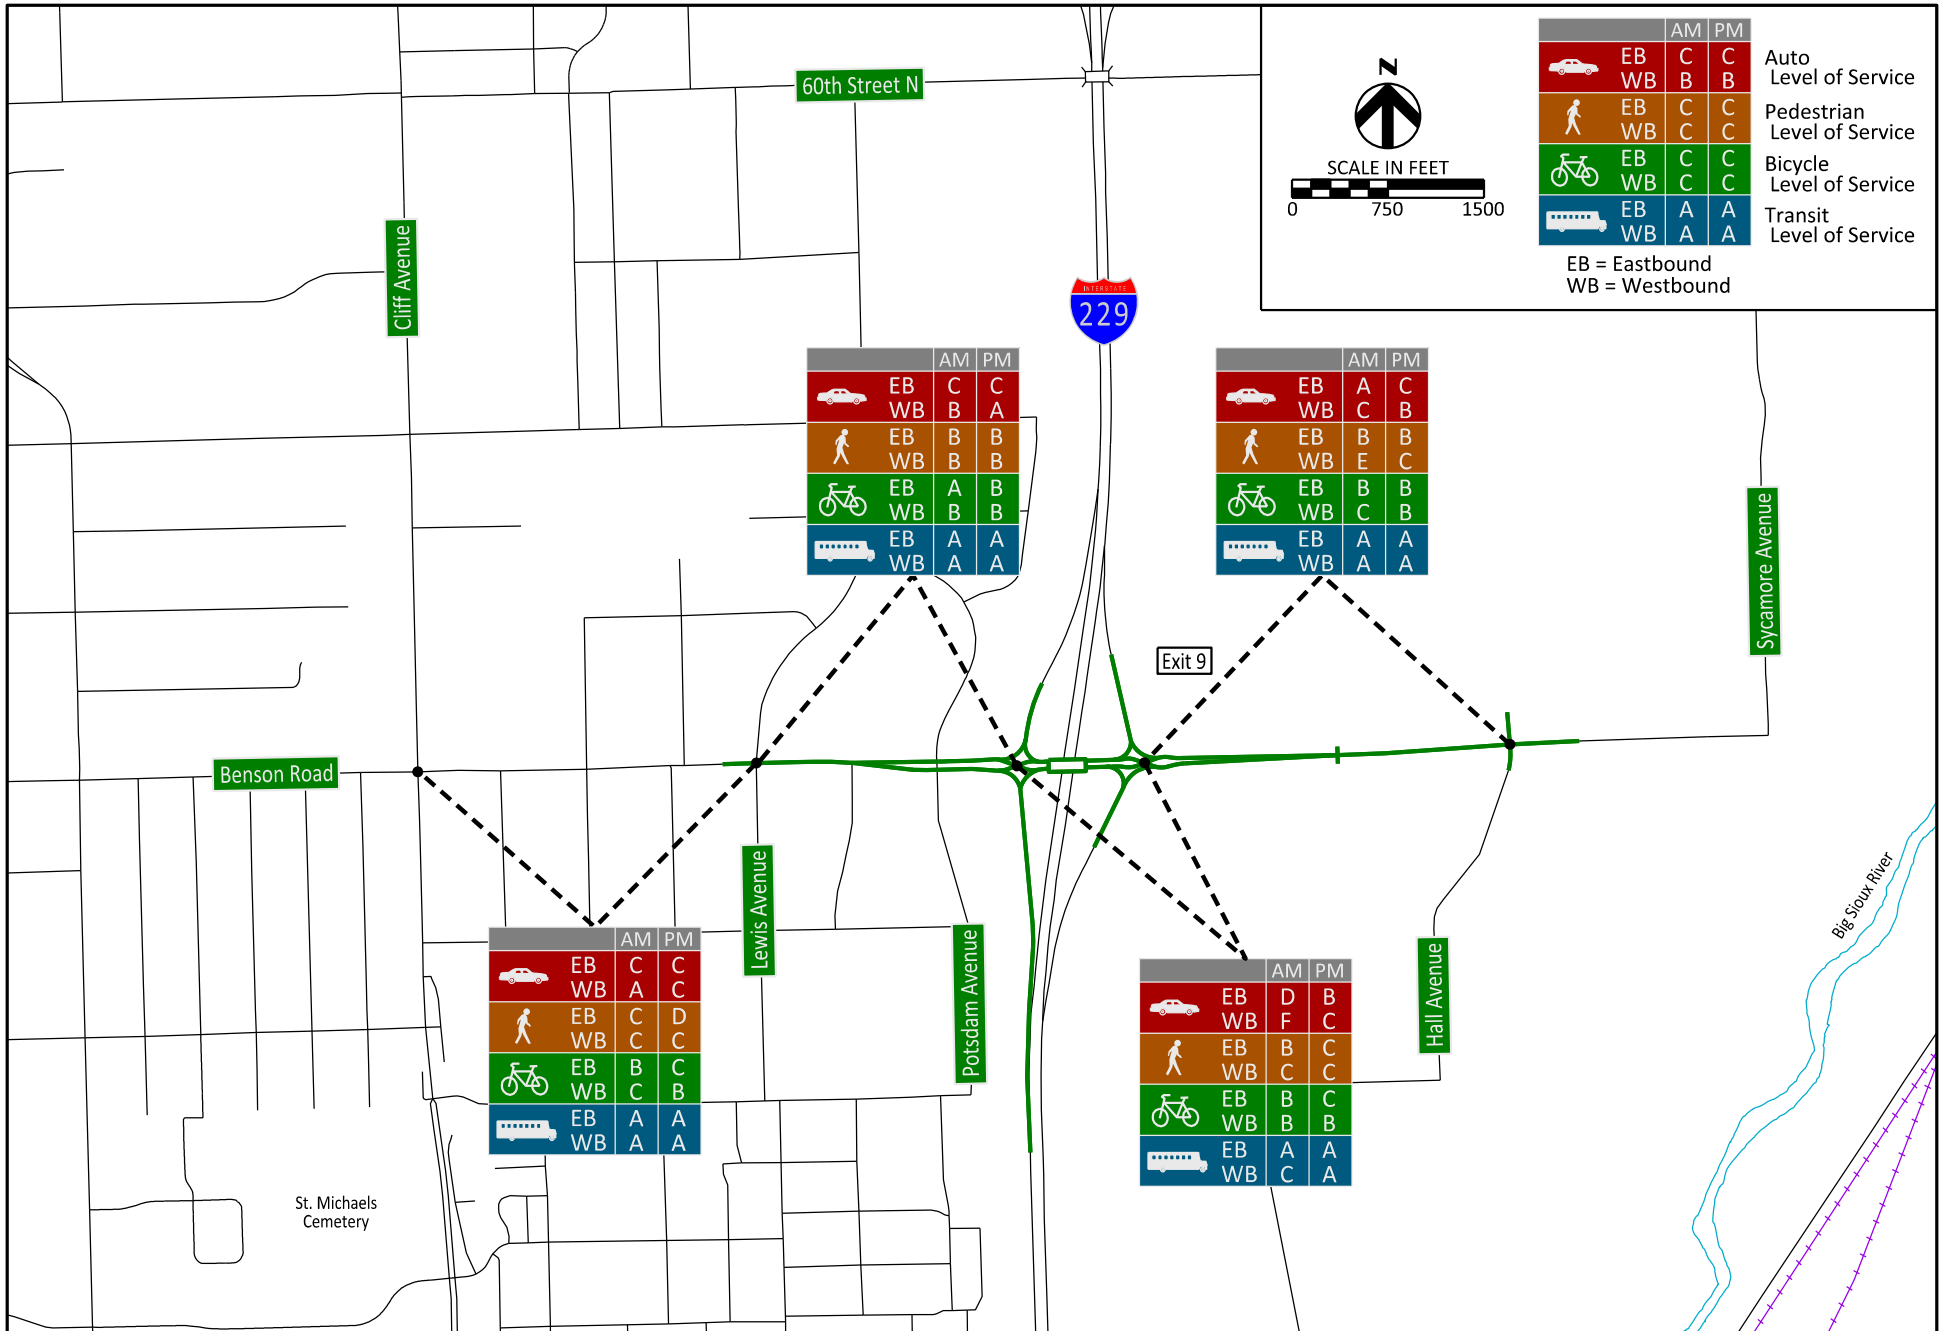 60th Street N
N
SCALE IN FEET
0 750 1500
AM PM
EB C C
WB B B
Auto
Level of Service
EB C C
WB C C
Pedestrian
Level of Service
EB C C
WB C C
Bicycle
Level of Service
EB A A
WB A A
Transit
Level of Service
EB = Eastbound
WB = Westbound
Cliff Avenue
INTERSTATE
229
AM PM
EB C C
WB B A
EB B B
WB B B
EB A B
WB B B
EB A A
WB A A
AM PM
EB A C
WB C B
EB B B
WB E C
EB B B
WB C B
EB A A
WB A A
Sycamore Avenue
Exit 9
Benson Road
Lewis Avenue
Potsdam Avenue
Hall Avenue
Big Sioux River
AM PM
EB C C
WB A C
EB C D
WB C C
EB B C
WB C B
EB A A
WB A A
AM PM
EB D B
WB F C
EB B C
WB C C
EB B C
WB B B
EB A A
WB C A
St. Michaels
Cemetery